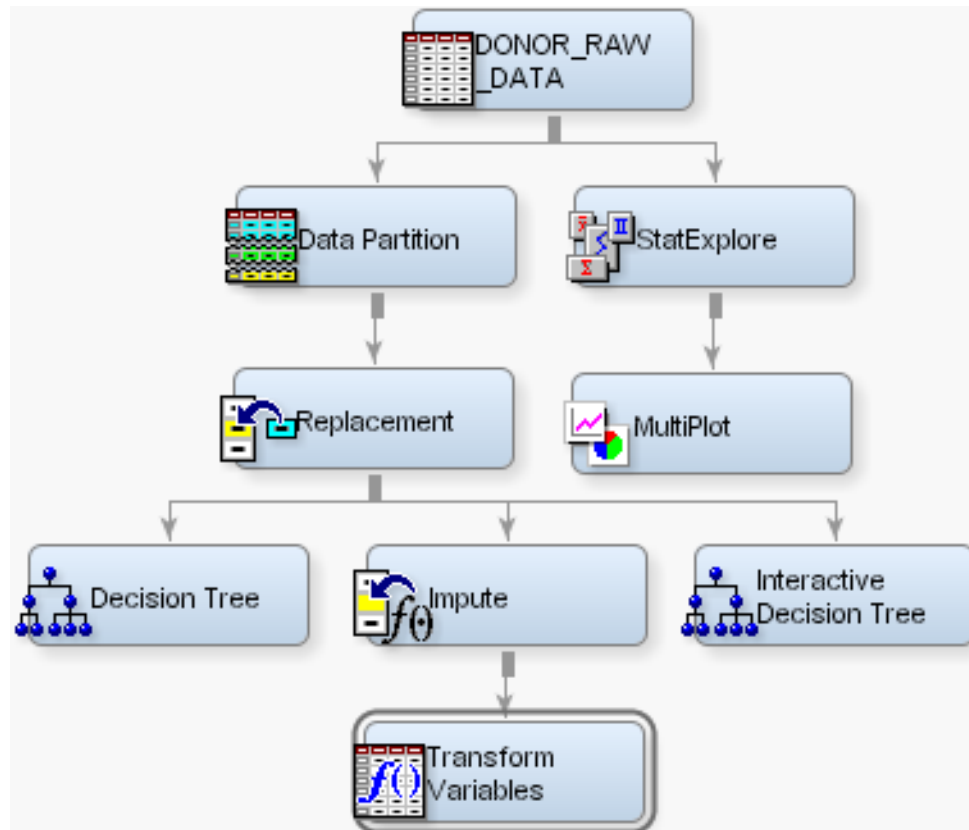 DONOR_RAW
_DATA
Data Partition
StatExplore
Replacement
MultiPlot
Decision Tree
Impute
Interactive
Decision Tree
Transform
Variables